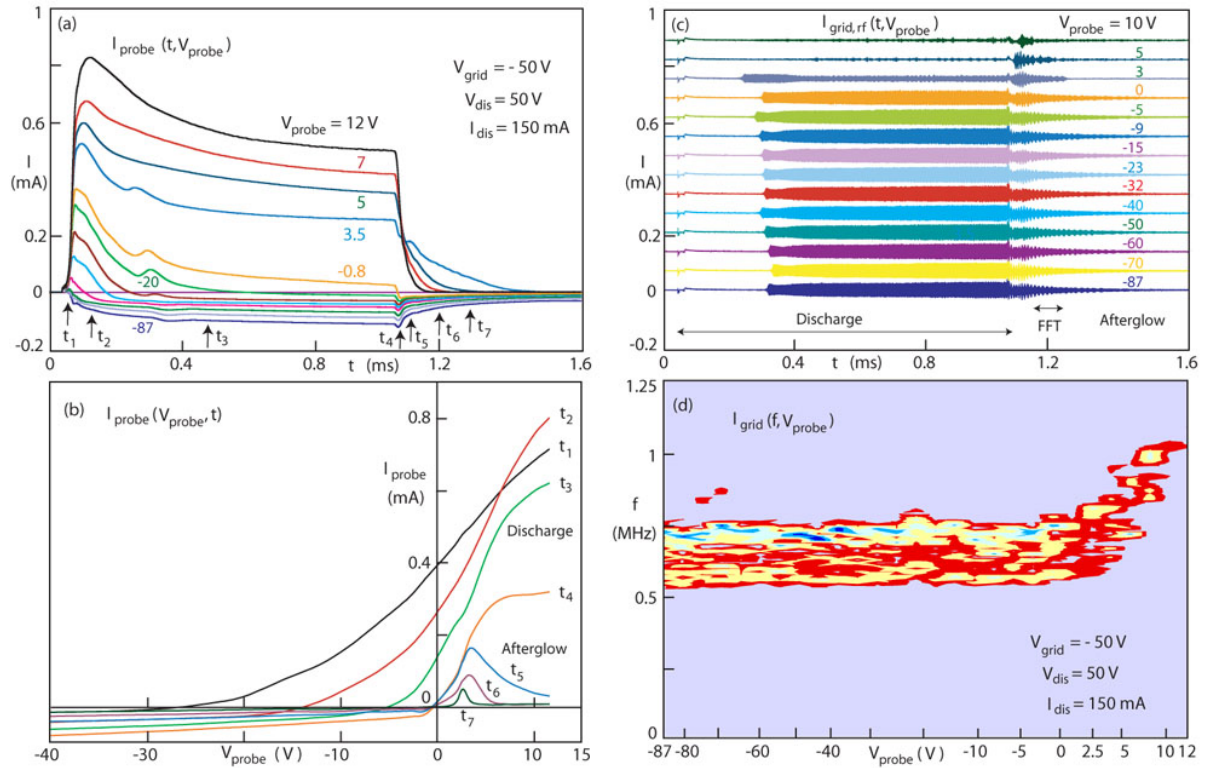 (a)
I probe (t, V probe)
V grid = - 50 V
V dis = 50 V
I dis = 150 mA
V probe = 12 V
7
5
3.5
-0.8
-20
-87
t1
t2
t3
t4
t5
t6
t7
1
0.6
I
(mA)
0.2
0
-0.2
0
0.4
0.8
t (ms)
1.2
1.6
(c)
I grid, rf (t, V probe)
V probe = 10 V
5
3
0
-5
-9
-15
-23
-32
-40
-50
-60
-70
-87
Discharge
FFT
Afterglow
1
0.6
I
(mA)
0.2
0
-0.2
0
0.4
t (ms)
0.8
1.2
1.6
(b)
I probe (V probe, t)
I probe
(mA)
0.8
0.4
0
t2
t1
t3
Discharge
t4
Afterglow
t5
t6
t7
-40
-30
-20
V probe (V)
-10
0
10
15
(d)
I grid (f, V probe)
1.25
1
f
(MHz)
0.5
0
V grid = - 50 V
V dis = 50 V
I dis = 150 mA
-87 -80
-60
-40
V probe (V)
-10
-5
0
2.5
5
10 12